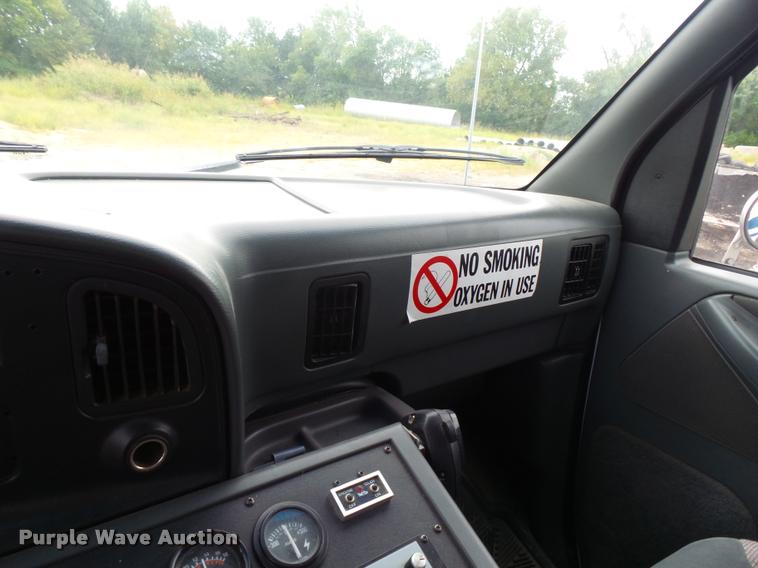 NO SMOKING
OXYGEN IN USE
Purple Wave Auction